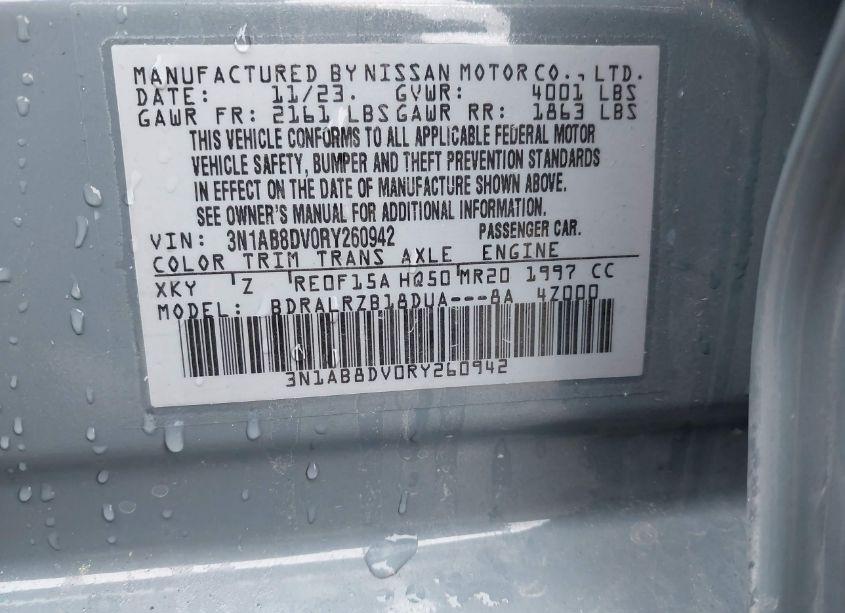 MANUFACTURED BY NISSAN MOTOR CO., LTD.
DATE: 11/23. GVWR: 4001 LBS
GAWR FR: 2161 LBS GAWR RR: 1863 LBS
THIS VEHICLE CONFORMS TO ALL APPLICABLE FEDERAL MOTOR
VEHICLE SAFETY, BUMPER AND THEFT PREVENTION STANDARDS
IN EFFECT ON THE DATE OF MANUFACTURE SHOWN ABOVE.
SEE OWNER'S MANUAL FOR ADDITIONAL INFORMATION.
VIN: 3N1AB8DV0RY260942 PASSENGER CAR.
COLOR TRIM TRANS AXLE ENGINE
XKY Z RE0F15A HQ50 MR20 1997 CC
MODEL: BDRALRZB18DUA---8A 4Z000
3N1AB8DV0RY260942